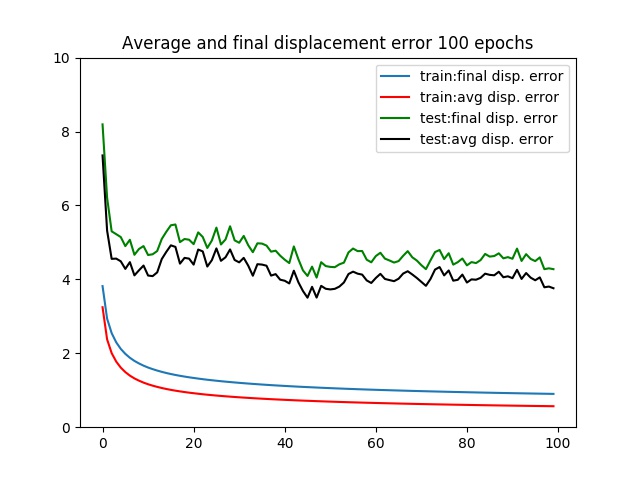 Average and final displacement error 100 epochs
train:final disp. error
train:avg disp. error
test:final disp. error
test:avg disp. error
10
8
6
4
2
0
0 20 40 60 80 100